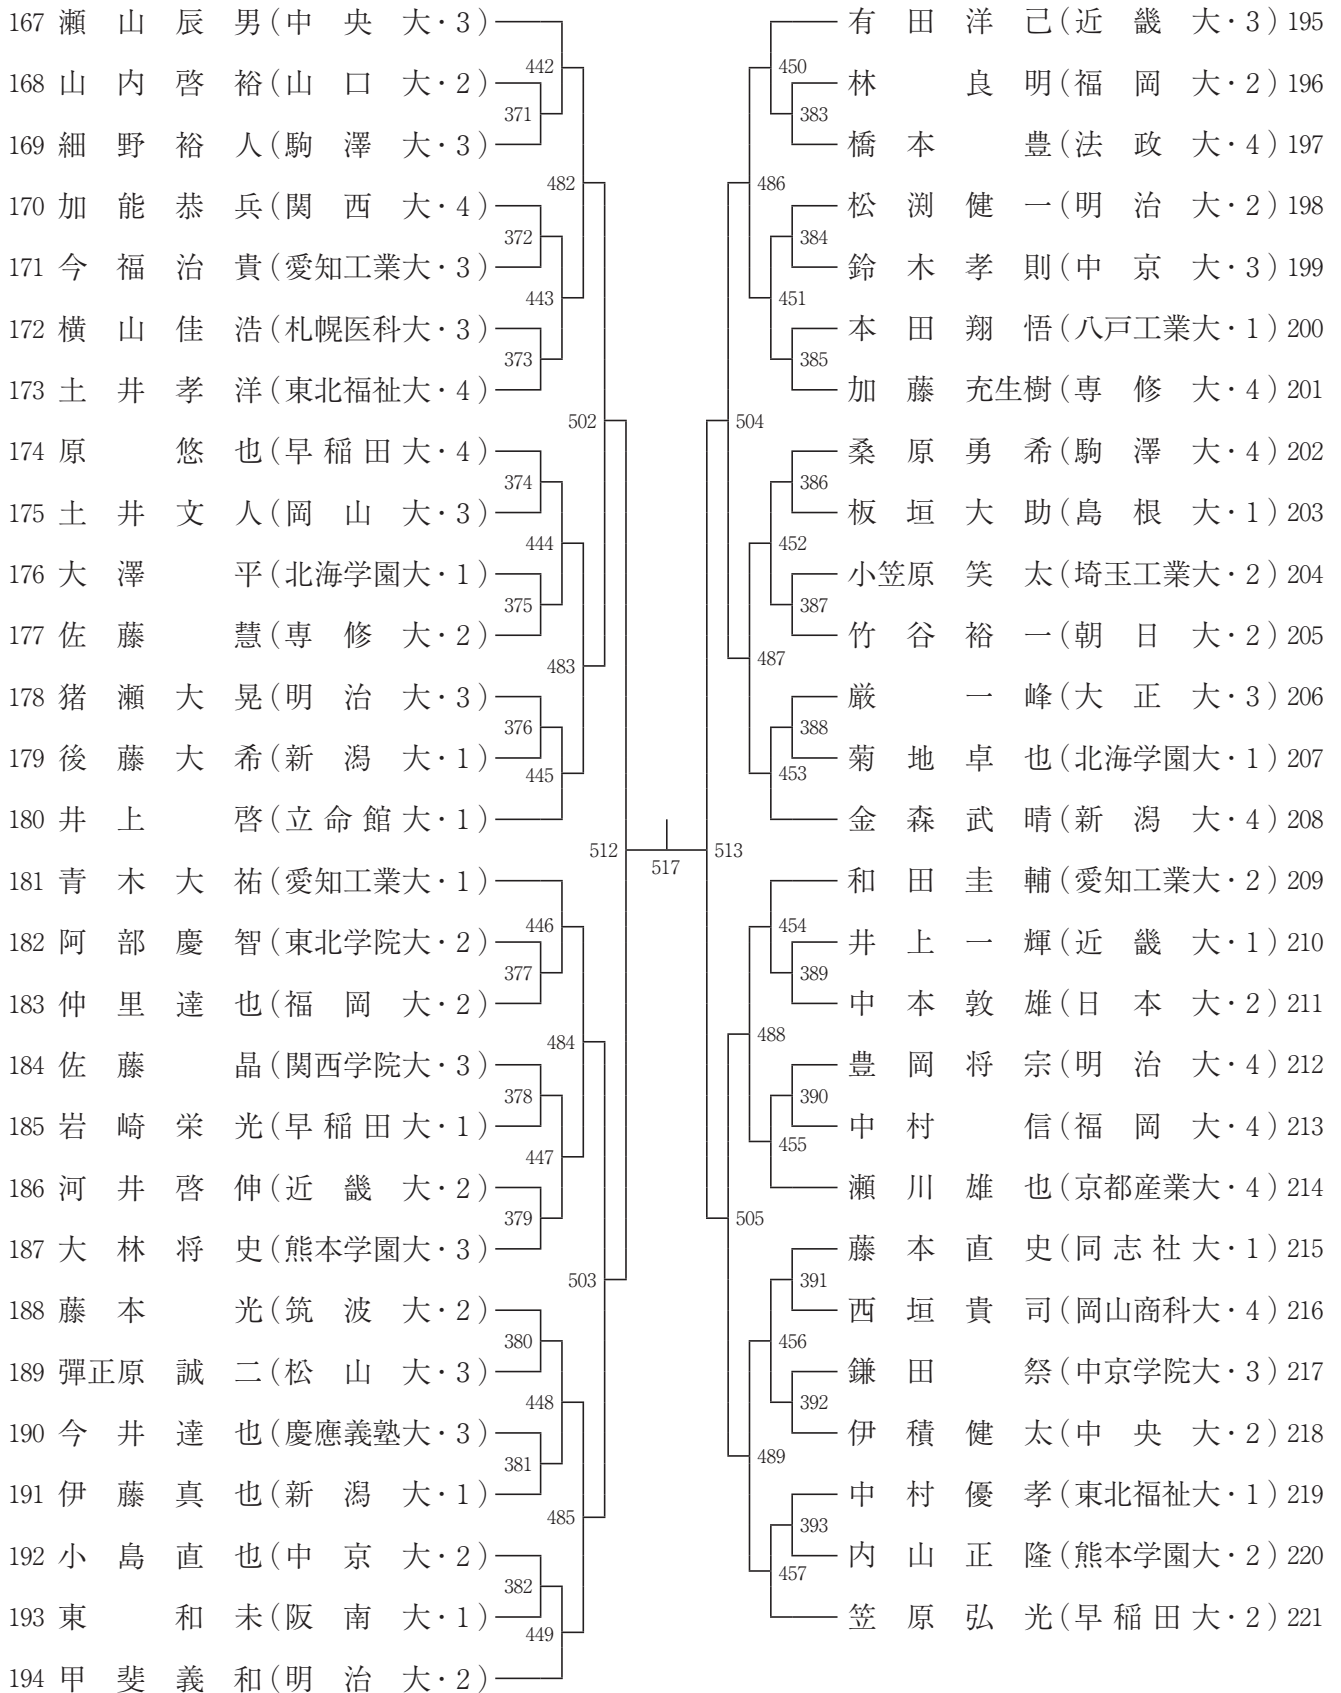 167 瀬山辰男(中央大・3)
442
168 山内啓裕(山口大・2)
371
169 細野裕人(駒澤大・3)
482
170 加能恭兵(関西大・4)
372
171 今福治貴(愛知工業大・3)
443
172 横山佳浩(札幌医科大・3)
373
173 土井孝洋(東北福祉大・4)
502
174 原悠也(早稲田大・4)
374
175 土井文人(岡山大・3)
444
176 大澤平(北海学園大・1)
375
177 佐藤慧(専修大・2)
483
178 猪瀬大晃(明治大・3)
376
179 後藤大希(新潟大・1)
445
180 井上啓(立命館大・1)
512
181 青木大祐(愛知工業大・1)
446
182 阿部慶智(東北学院大・2)
377
183 仲里達也(福岡大・2)
484
184 佐藤晶(関西学院大・3)
378
185 岩崎栄光(早稲田大・1)
447
186 河井啓伸(近畿大・2)
379
187 大林将史(熊本学園大・3)
503
188 藤本光(筑波大・2)
380
189 彈正原誠二(松山大・3)
448
190 今井達也(慶應義塾大・3)
381
191 伊藤真也(新潟大・1)
485
192 小島直也(中京大・2)
382
193 東和未(阪南大・1)
449
194 甲斐義和(明治大・2)
517
有田洋己(近畿大・3) 195
450
林良明(福岡大・2) 196
383
橋本豊(法政大・4) 197
486
松渕健一(明治大・2) 198
384
鈴木孝則(中京大・3) 199
451
本田翔悟(八戸工業大・1) 200
385
加藤充生樹(専修大・4) 201
504
桑原勇希(駒澤大・4) 202
386
板垣大助(島根大・1) 203
452
小笠原笑太(埼玉工業大・2) 204
387
竹谷裕一(朝日大・2) 205
487
厳一峰(大正大・3) 206
388
菊地卓也(北海学園大・1) 207
453
金森武晴(新潟大・4) 208
513
和田圭輔(愛知工業大・2) 209
454
井上一輝(近畿大・1) 210
389
中本敦雄(日本大・2) 211
488
豊岡将宗(明治大・4) 212
390
中村信(福岡大・4) 213
455
瀬川雄也(京都産業大・4) 214
505
藤本直史(同志社大・1) 215
391
西垣貴司(岡山商科大・4) 216
456
鎌田祭(中京学院大・3) 217
392
伊積健太(中央大・2) 218
489
中村優孝(東北福祉大・1) 219
393
内山正隆(熊本学園大・2) 220
457
笠原弘光(早稲田大・2) 221